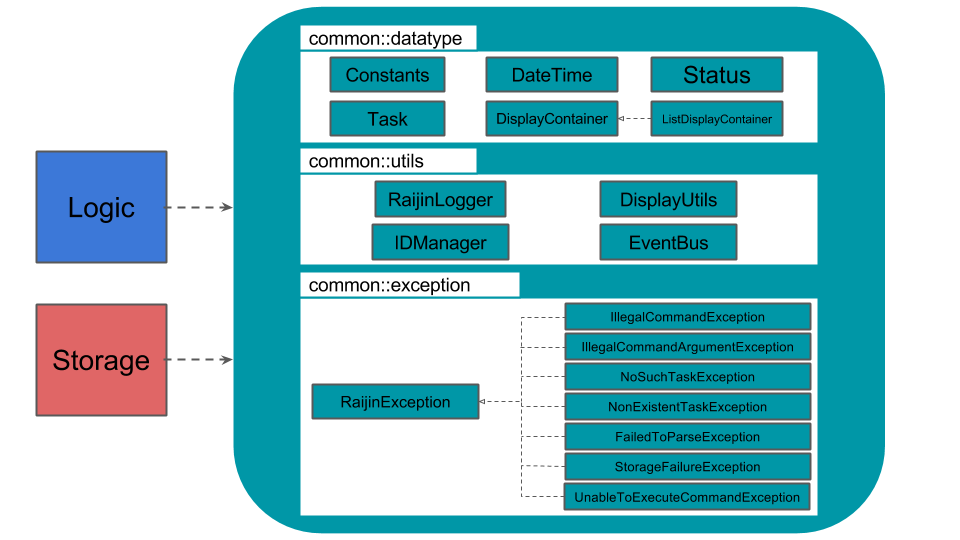 Logic
Storage
common::datatype
Constants
DateTime
Status
Task
DisplayContainer
ListDisplayContainer
common::utils
RaijinLogger
DisplayUtils
IDManager
EventBus
common::exception
RaijinException
IllegalCommandException
IllegalCommandArgumentException
NoSuchTaskException
NonExistentTaskException
FailedToParseException
StorageFailureException
UnableToExecuteCommandException